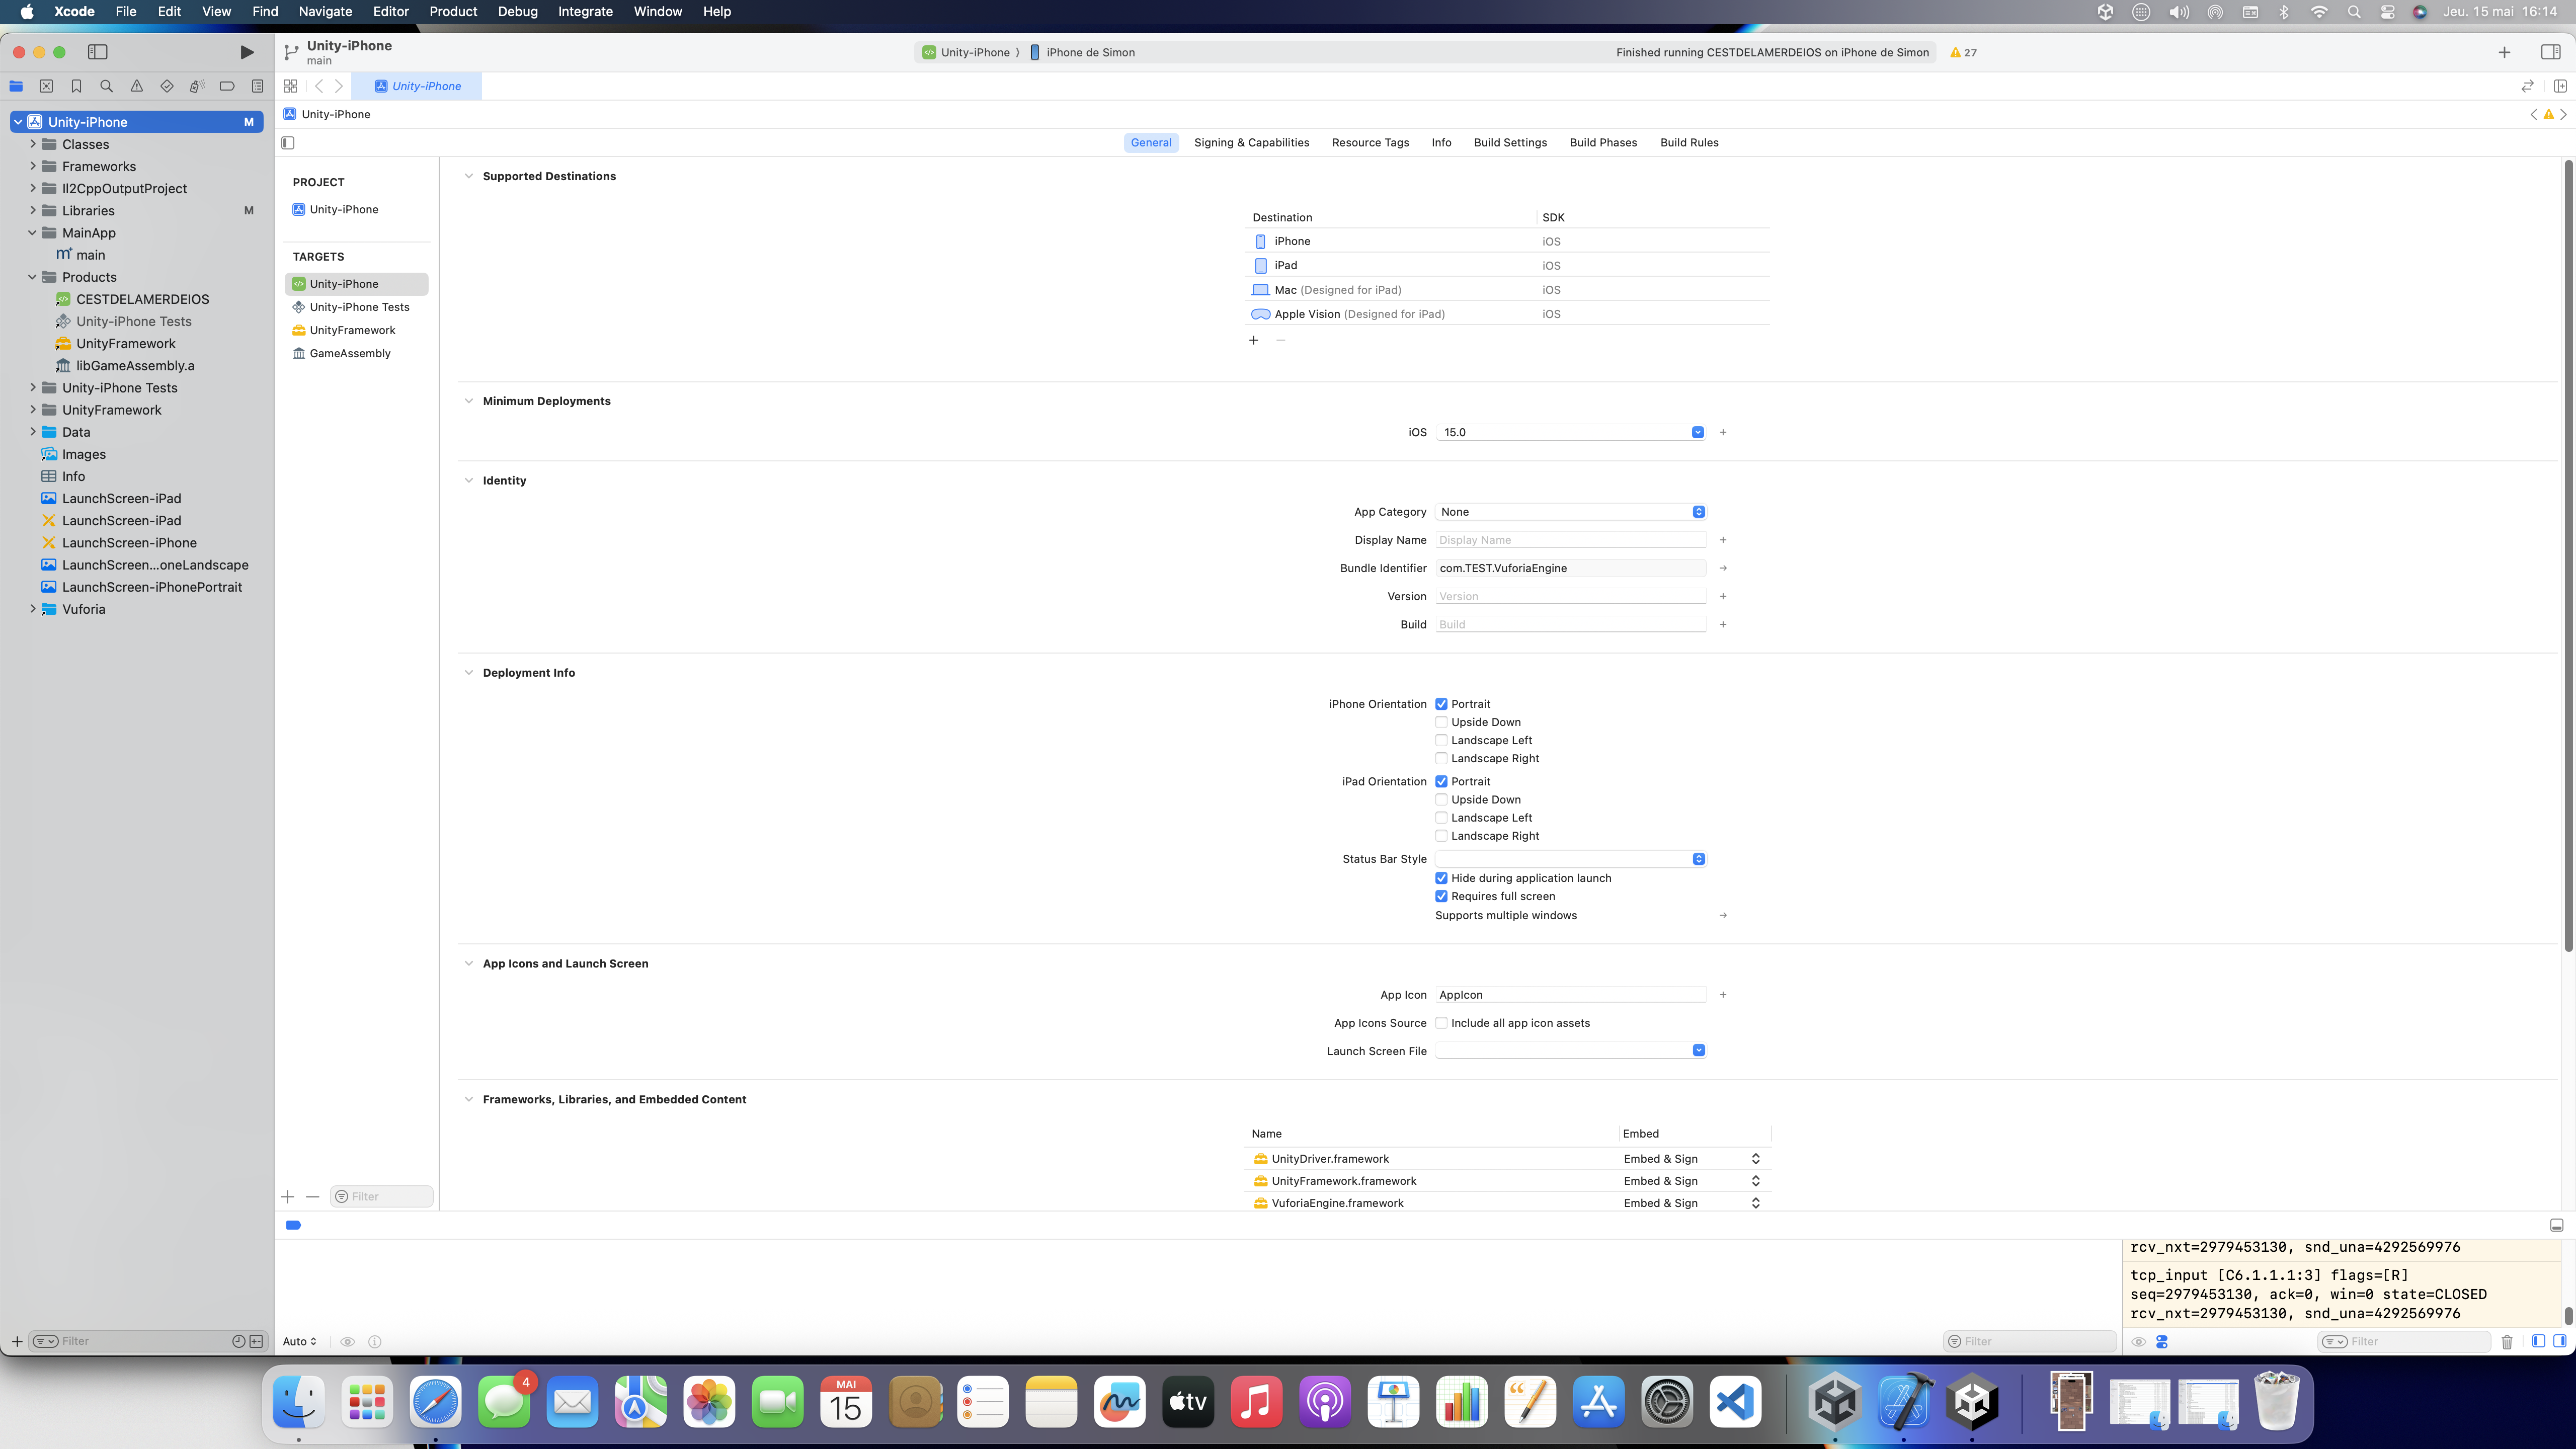 Xcode File Edit View Find Navigate Editor Product Debug Integrate Window Help
Jeu. 15 mai 16:14
Unity-iPhone
main
Unity-iPhone 〉 iPhone de Simon
Finished running CESTDELAMERDEIOS on iPhone de Simon
27
Unity-iPhone
Unity-iPhone
Unity-iPhone M
Classes
Frameworks
Il2CppOutputProject
Libraries M
MainApp
main
Products
CESTDELAMERDEIOS
Unity-iPhone Tests
UnityFramework
libGameAssembly.a
Unity-iPhone Tests
UnityFramework
Data
Images
Info
LaunchScreen-iPad
LaunchScreen-iPad
LaunchScreen-iPhone
LaunchScreen...oneLandscape
LaunchScreen-iPhonePortrait
Vuforia
Filter
General Signing & Capabilities Resource Tags Info Build Settings Build Phases Build Rules
PROJECT
Unity-iPhone
TARGETS
Unity-iPhone
Unity-iPhone Tests
UnityFramework
GameAssembly
Filter
Supported Destinations
Destination SDK
iPhone iOS
iPad iOS
Mac (Designed for iPad) iOS
Apple Vision (Designed for iPad) iOS
Minimum Deployments
iOS 15.0
Identity
App Category None
Display Name Display Name
Bundle Identifier com.TEST.VuforiaEngine
Version Version
Build Build
Deployment Info
iPhone Orientation Portrait
Upside Down
Landscape Left
Landscape Right
iPad Orientation Portrait
Upside Down
Landscape Left
Landscape Right
Status Bar Style
Hide during application launch
Requires full screen
Supports multiple windows
App Icons and Launch Screen
App Icon AppIcon
App Icons Source Include all app icon assets
Launch Screen File
Frameworks, Libraries, and Embedded Content
Name Embed
UnityDriver.framework Embed & Sign
UnityFramework.framework Embed & Sign
VuforiaEngine.framework Embed & Sign
rcv_nxt=2979453130, snd_una=4292569976
tcp_input [C6.1.1.1:3] flags=[R]
seq=2979453130, ack=0, win=0 state=CLOSED
rcv_nxt=2979453130, snd_una=4292569976
Auto
Filter
Filter
4
MAI
15
tv